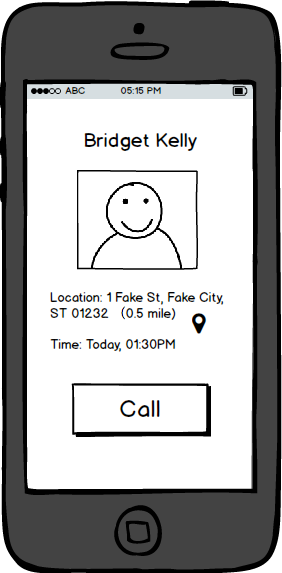 ABC 05:15 PM
Bridget Kelly
Location: 1 Fake St, Fake City,
ST 01232 (0.5 mile)
Time: Today, 01:30PM
Call